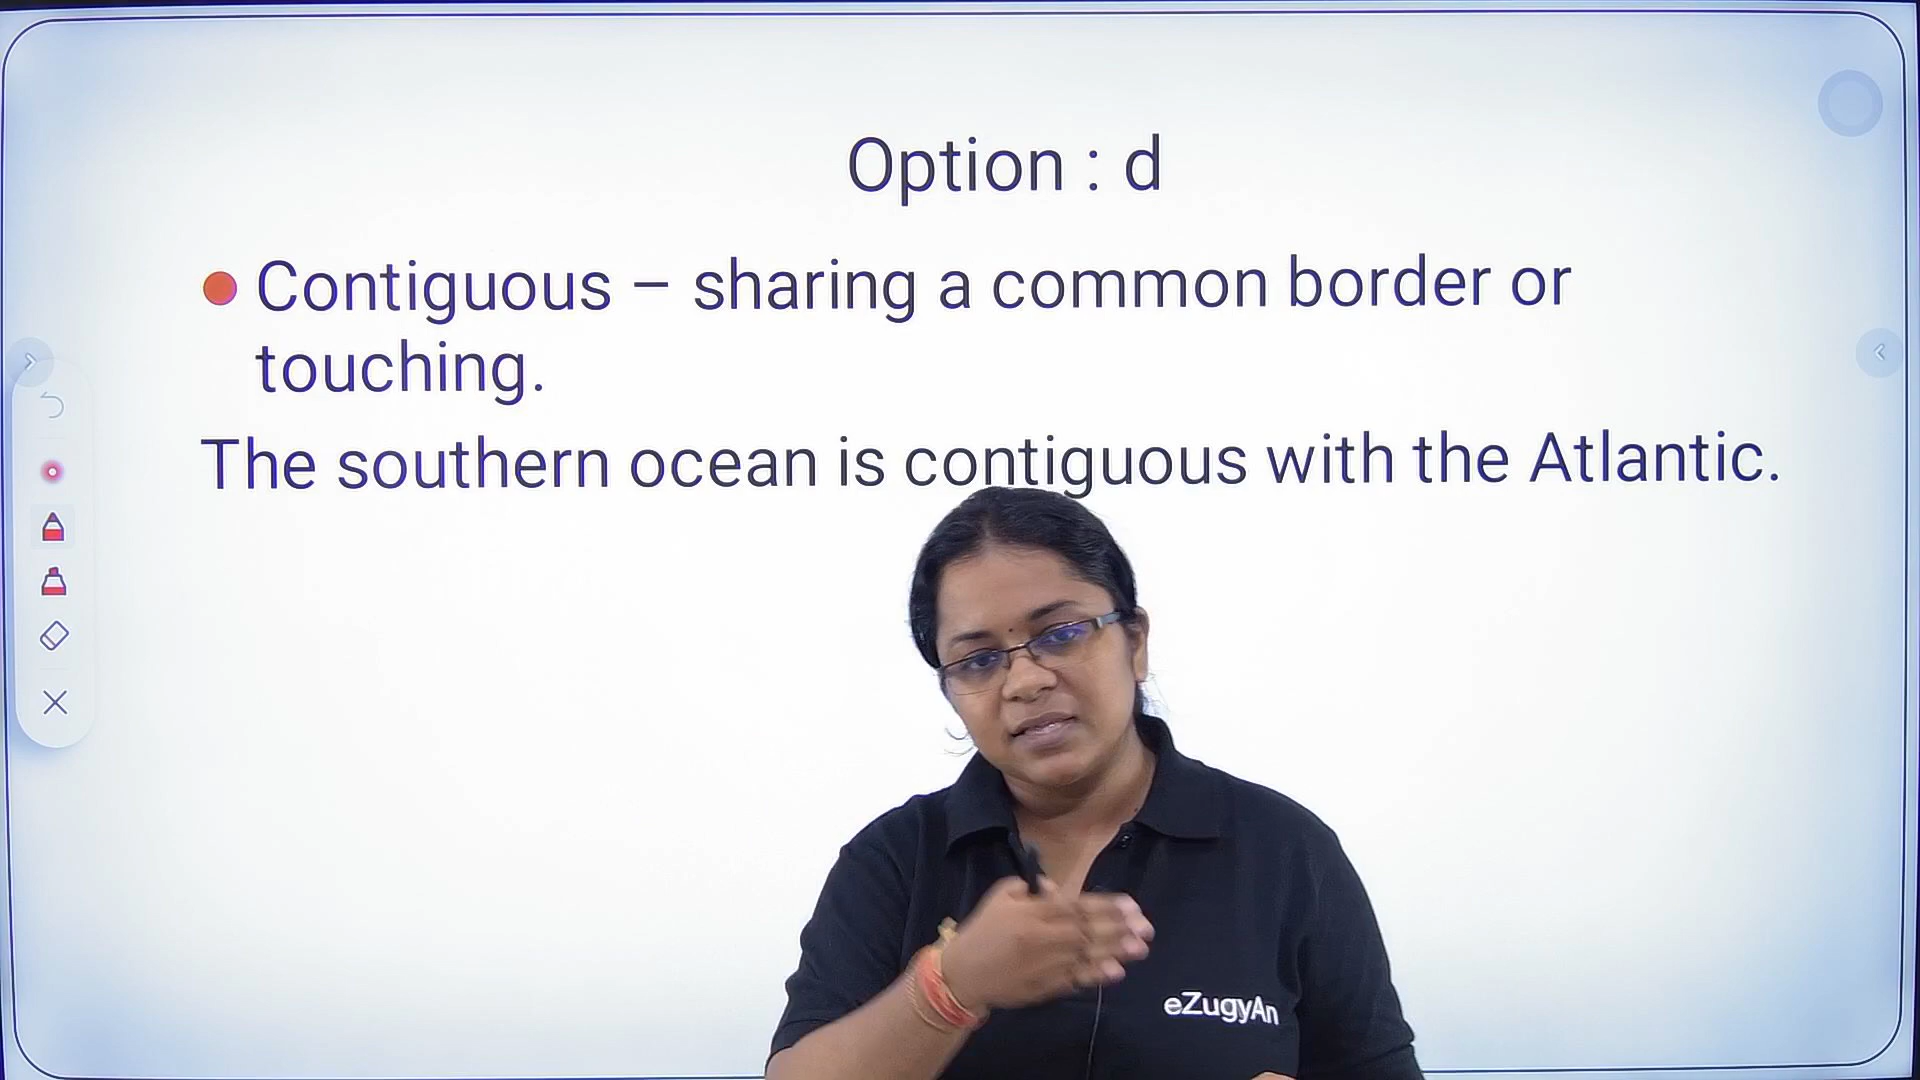 Option : d
Contiguous – sharing a common border or
touching.
The southern ocean is contiguous with the Atlantic.
eZugyAn